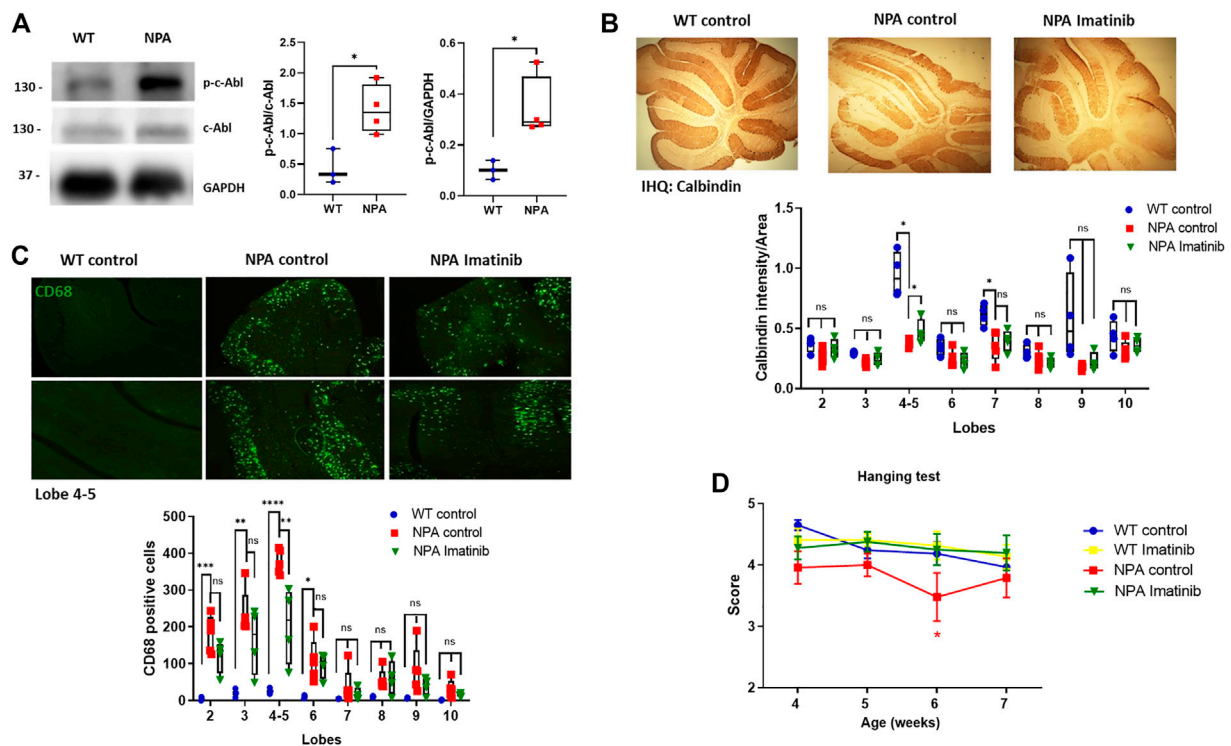 A
WT NPA
130 - p-c-Abl
130 - c-Abl
37 - GAPDH
p-c-Abl/c-Abl
2.0
1.5
1.0
0.5
0.0
*
WT NPA
p-c-Abl/GAPDH
0.6
0.4
0.2
0.0
*
WT NPA
B
WT control NPA control NPA Imatinib
IHQ: Calbindin
Calbindin intensity/Area
1.5
1.0
0.5
0.0
ns ns * * ns * ns ns ns ns
2 3 4-5 6 7 8 9 10
Lobes
WT control
NPA control
NPA Imatinib
C
WT control NPA control NPA Imatinib
CD68
Lobe 4-5
CD68 positive cells
500
400
300
200
100
0
*** ns ** ns **** ** * ns ns ns ns ns
2 3 4-5 6 7 8 9 10
Lobes
WT control
NPA control
NPA Imatinib
D
Hanging test
Score
5
4
3
2
*
4 5 6 7
Age (weeks)
WT control
WT Imatinib
NPA control
NPA Imatinib